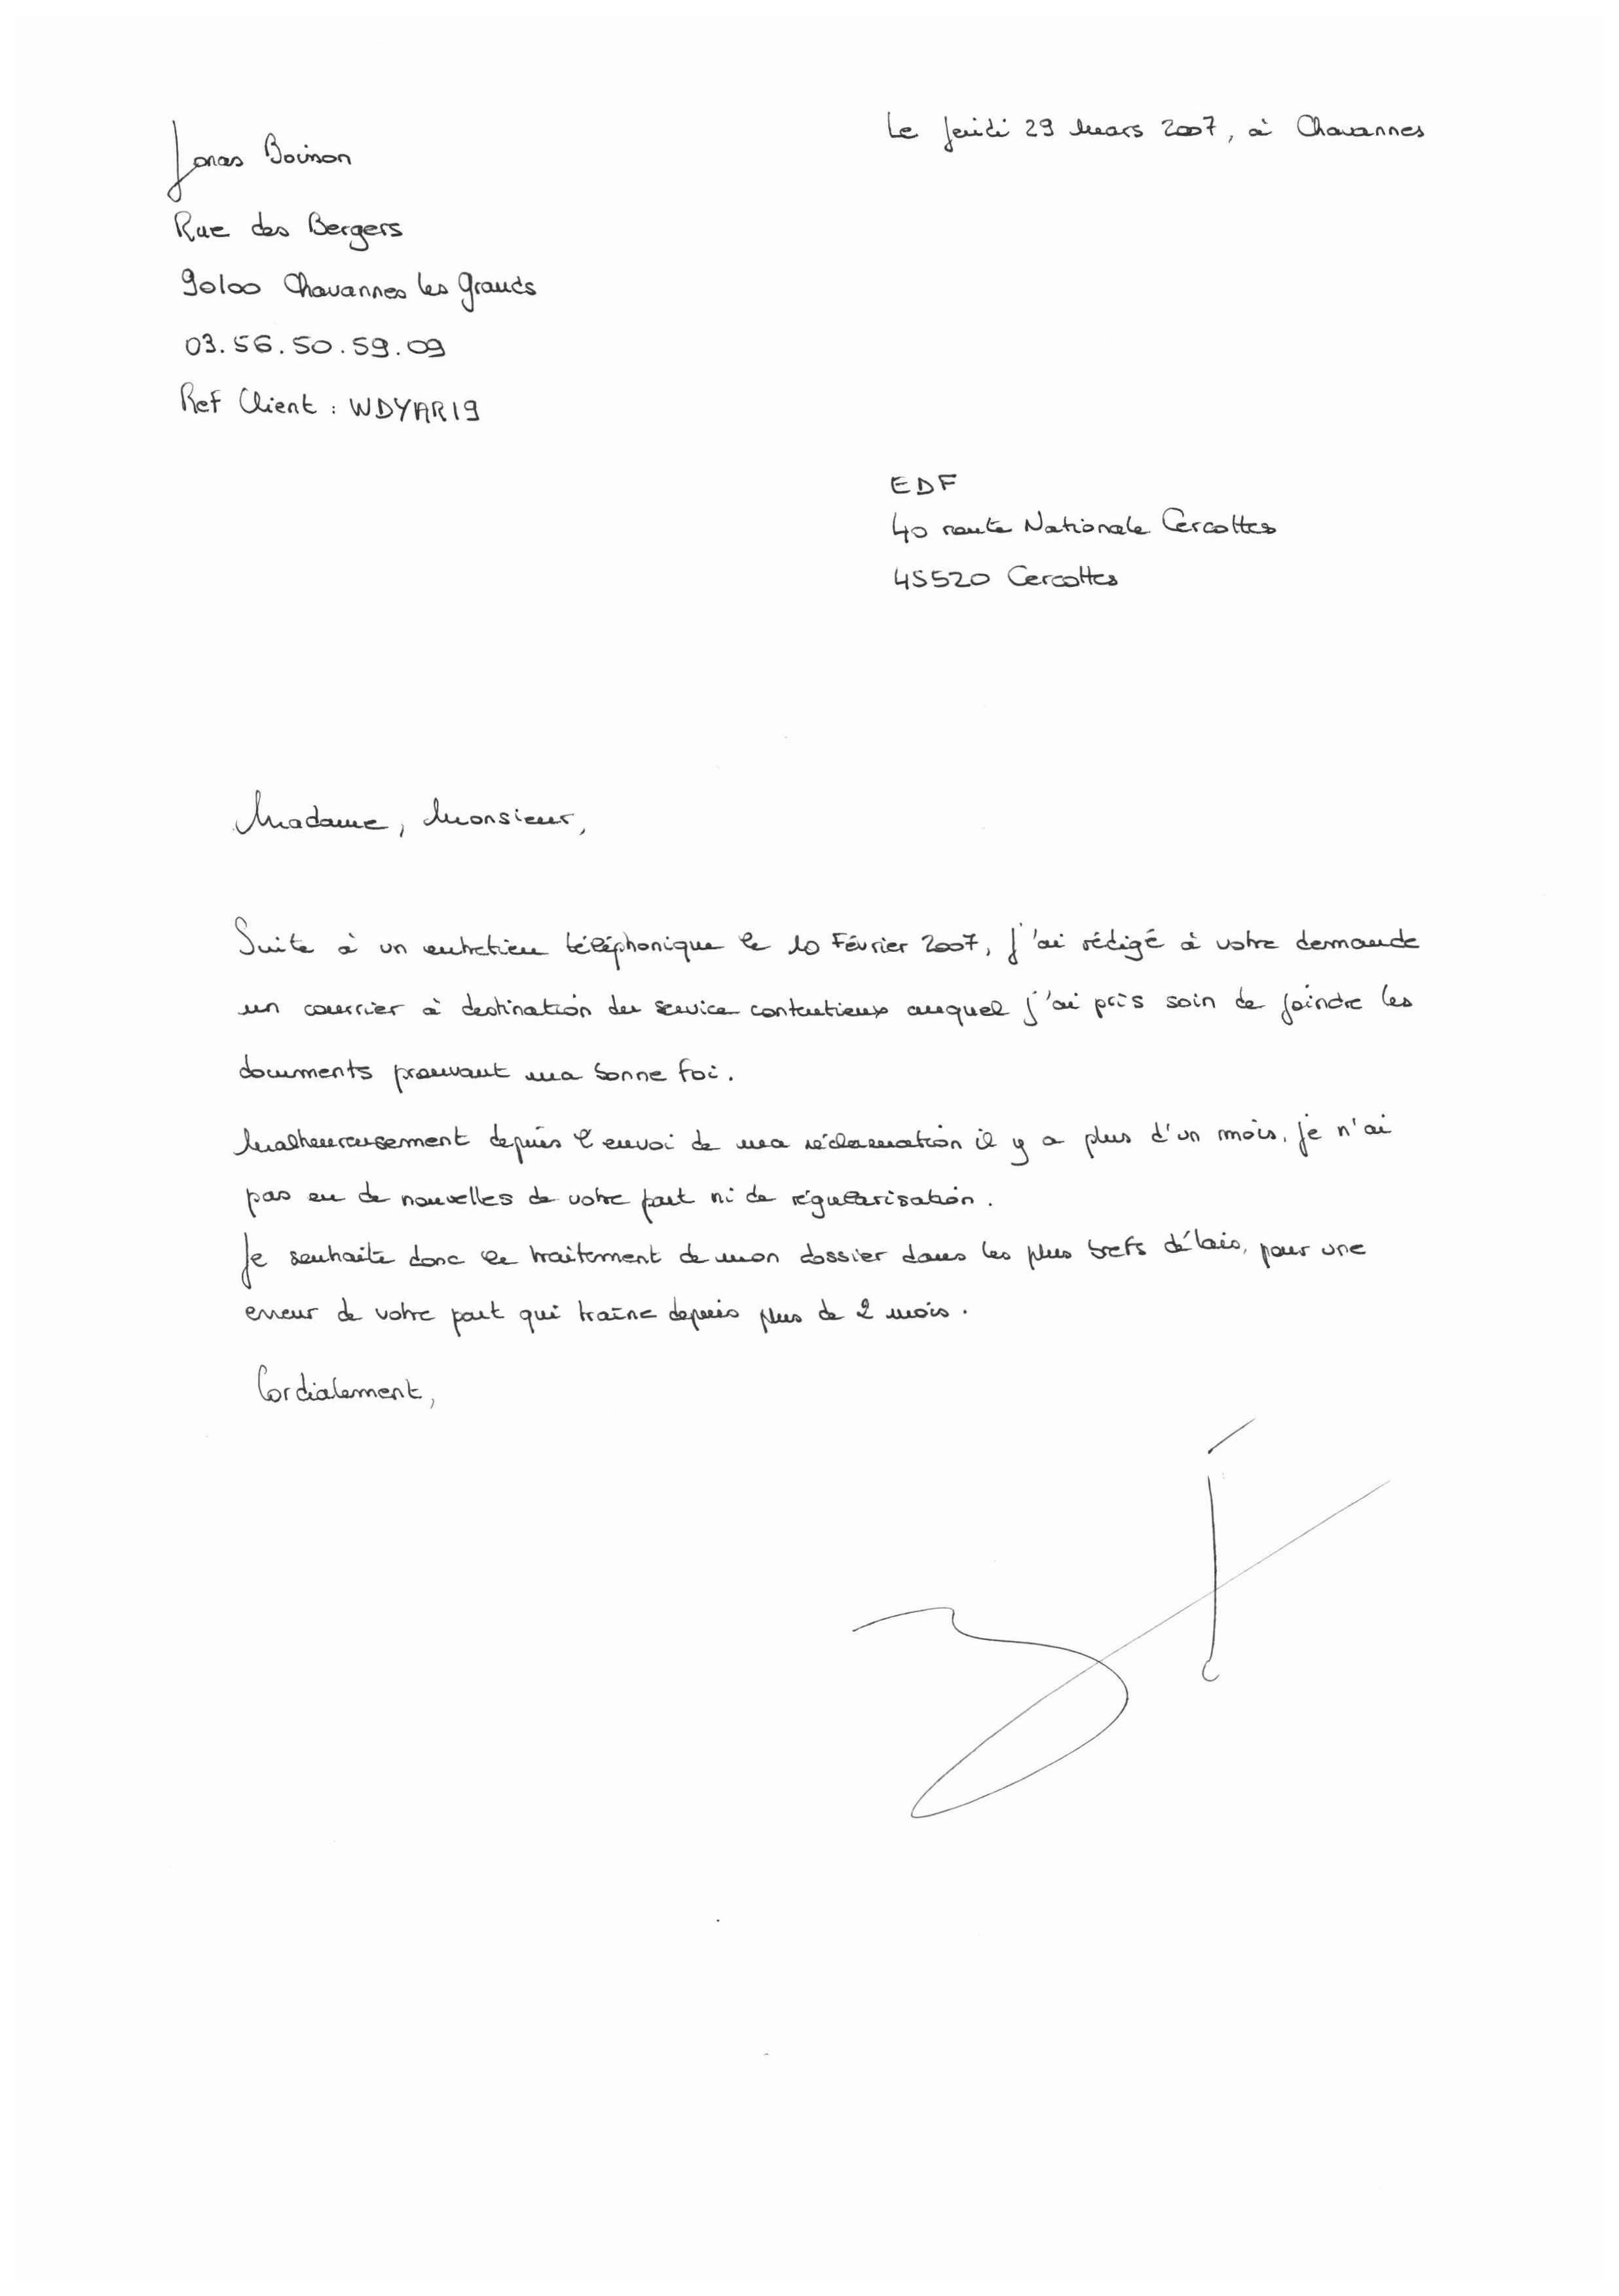 Le Jeudi 29 Mars 2007, à Chavannes
Jonas Boinon
Rue des Bergers
90100 Chavannes les Grands
03.56.50.59.09
Ref Client : WDYAR19
EDF
40 route Nationale Cercottes
45520 Cercottes
Madame, Monsieur,
Suite à un entretien téléphonique le 10 Février 2007, j'ai rédigé à votre demande
un courrier à destination du service contentieux auquel j'ai pris soin de joindre les
documents prouvant ma bonne foi.
Malheureusement depuis l'envoi de ma réclamation il y a plus d'un mois, je n'ai
pas eu de nouvelles de votre part ni de régularisation.
Je souhaite donc le traitement de mon dossier dans les plus brefs délais, pour une
erreur de votre part qui traîne depuis plus de 2 mois.
Cordialement,